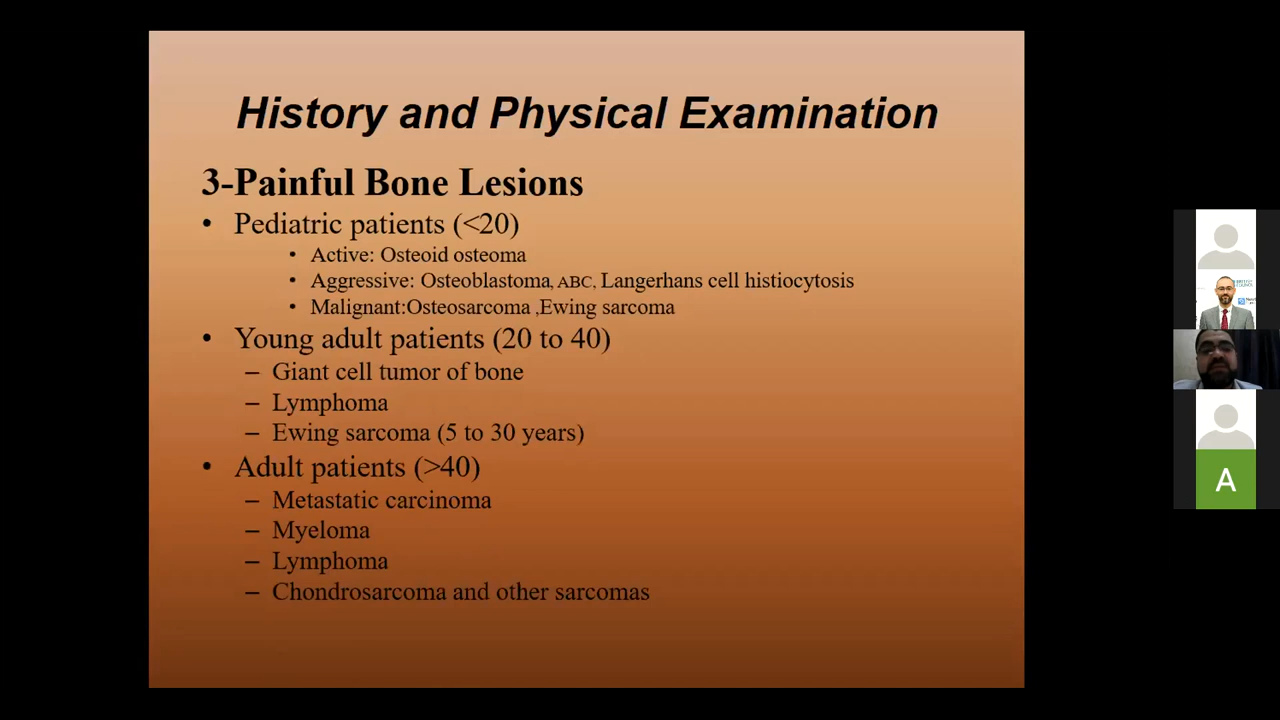 History and Physical Examination
3-Painful Bone Lesions
• Pediatric patients (<20)
• Active: Osteoid osteoma
• Aggressive: Osteoblastoma, ABC, Langerhans cell histiocytosis
• Malignant:Osteosarcoma ,Ewing sarcoma
• Young adult patients (20 to 40)
– Giant cell tumor of bone
– Lymphoma
– Ewing sarcoma (5 to 30 years)
• Adult patients (>40)
– Metastatic carcinoma
– Myeloma
– Lymphoma
– Chondrosarcoma and other sarcomas
A